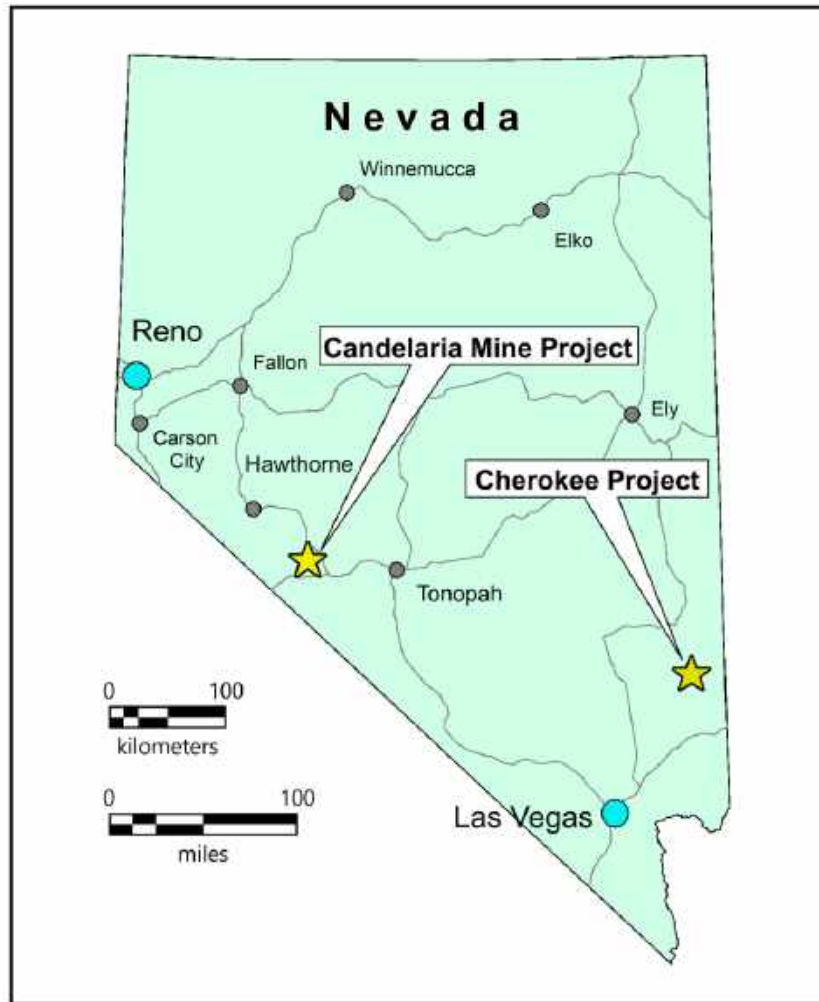 Nevada
Winnemucca
Elko
Reno
Candelaria Mine Project
Fallon
Ely
Carson
City
Hawthorne
Cherokee Project
Tonopah
0 100
kilometers
0 100
miles
Las Vegas